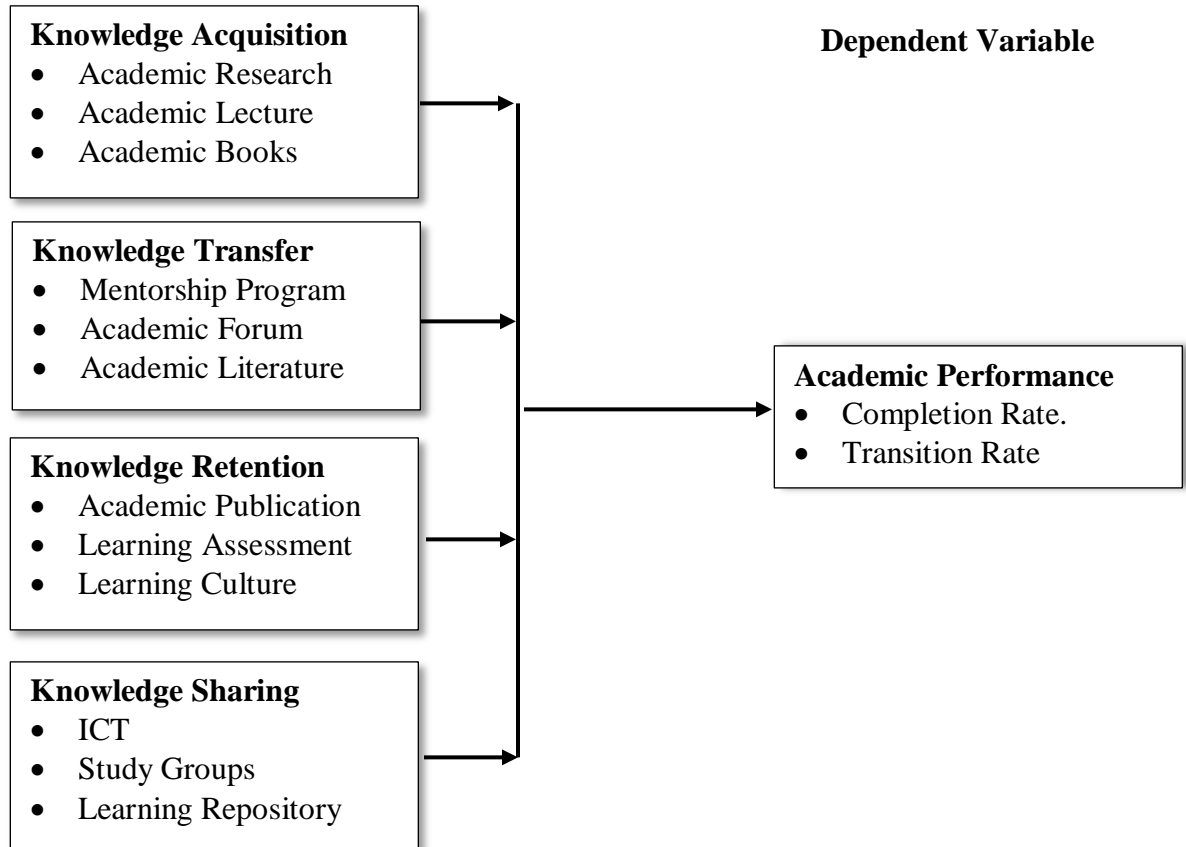 Knowledge Acquisition
• Academic Research
• Academic Lecture
• Academic Books
Dependent Variable
Knowledge Transfer
• Mentorship Program
• Academic Forum
• Academic Literature
Knowledge Retention
• Academic Publication
• Learning Assessment
• Learning Culture
Knowledge Sharing
• ICT
• Study Groups
• Learning Repository
Academic Performance
• Completion Rate.
• Transition Rate